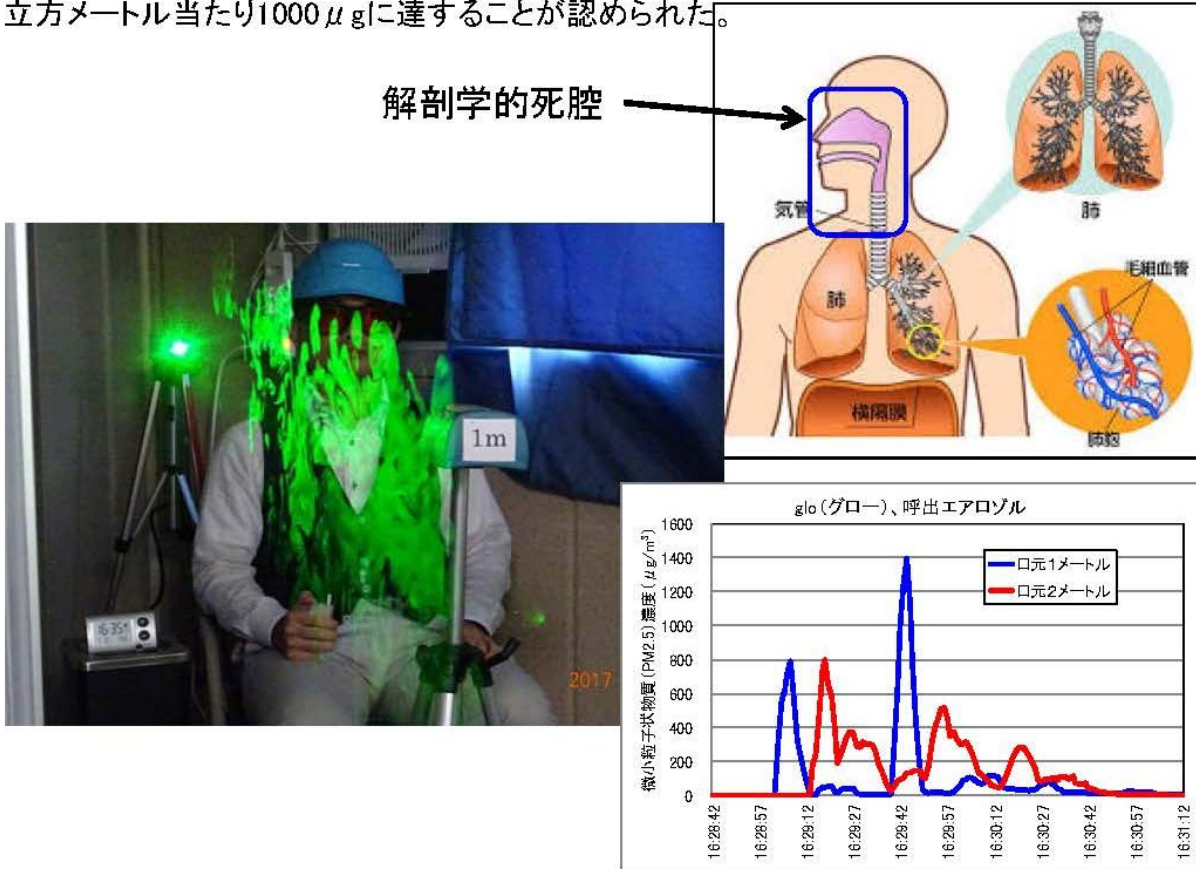 立方メートル当たり1000μgに達することが認められた。
解剖学的死腔
気管
肺
肺
毛細血管
横隔膜
肺胞
1m
16:35
2017
glo(グロー)、呼出エアロゾル
微小粒子状物質(PM2.5)濃度(μg/m³)
1600
1400
1200
1000
800
600
400
200
0
口元1メートル
口元2メートル
16:28:42
16:28:57
16:29:12
16:29:27
16:29:42
16:29:57
16:30:12
16:30:27
16:30:42
16:30:57
16:31:12